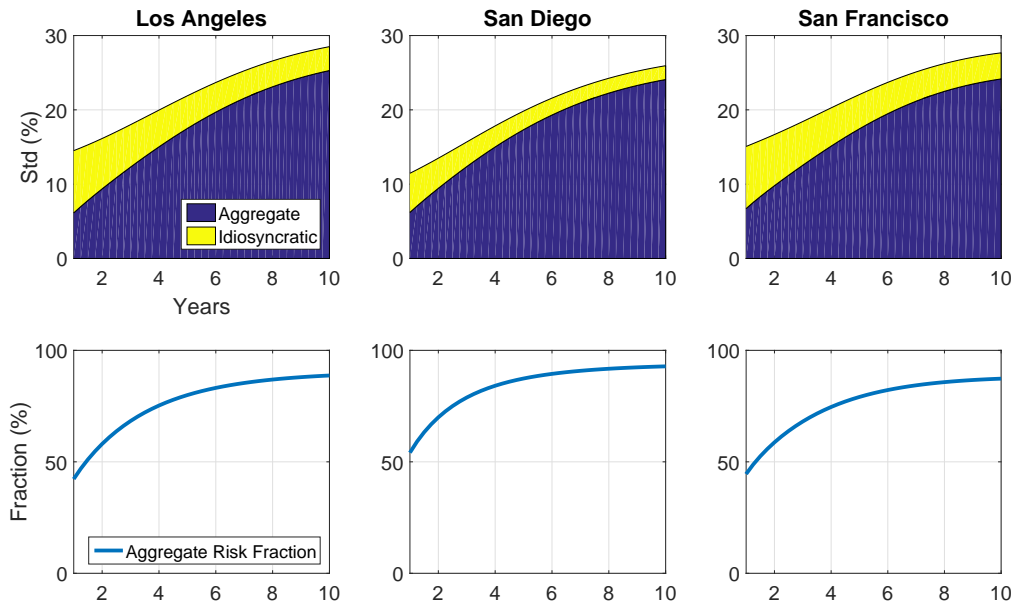 Los Angeles
San Diego
San Francisco
Std (%)
30
20
10
0
2 4 6 8 10
Years
Aggregate
Idiosyncratic
30
20
10
0
2 4 6 8 10
30
20
10
0
2 4 6 8 10
Fraction (%)
100
50
0
2 4 6 8 10
Aggregate Risk Fraction
100
50
0
2 4 6 8 10
100
50
0
2 4 6 8 10